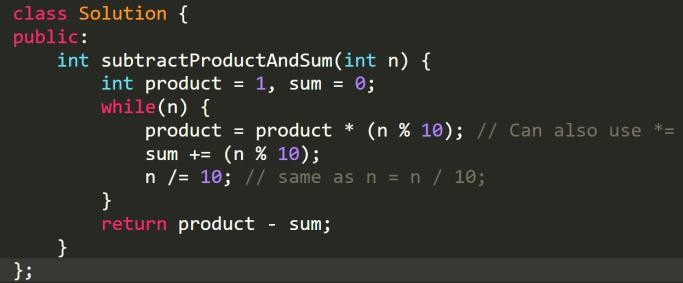 class Solution {
public:
    int subtractProductAndSum(int n) {
        int product = 1, sum = 0;
        while(n) {
            product = product * (n % 10); // Can also use *=
            sum += (n % 10);
            n /= 10; // same as n = n / 10;
        }
        return product - sum;
    }
};